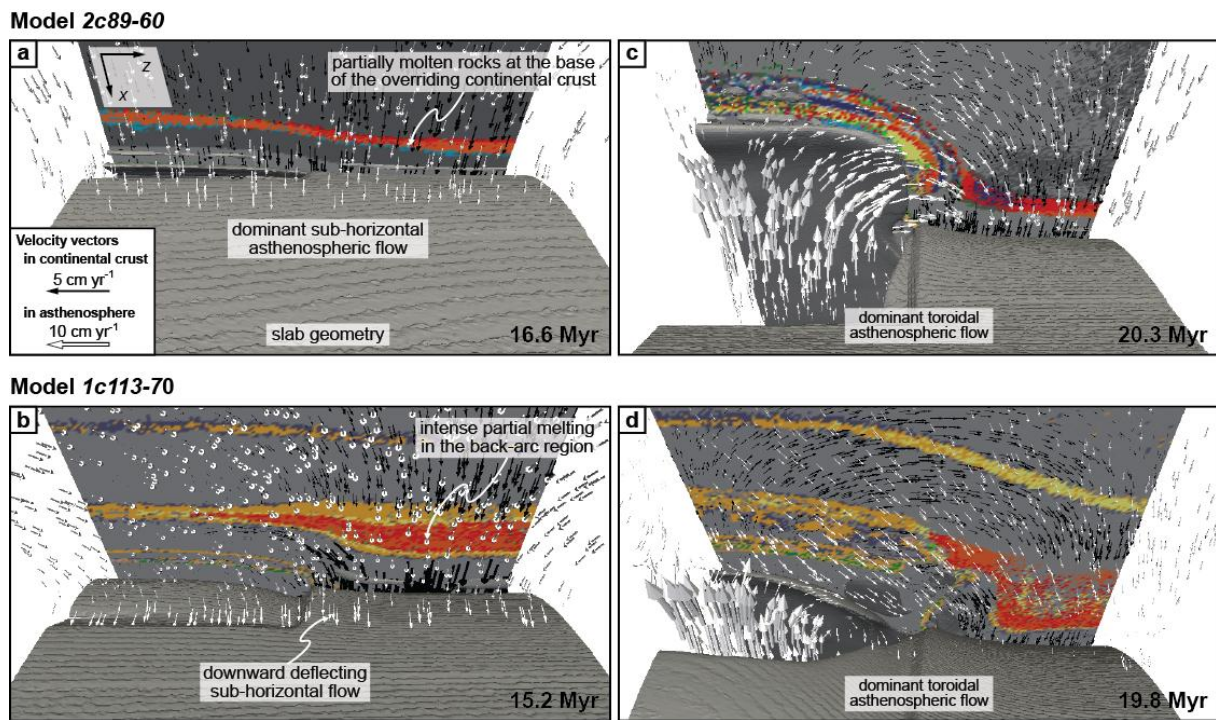 Model 2c89-60
a
z
x
partially molten rocks at the base
of the overriding continental crust
dominant sub-horizontal
asthenospheric flow
Velocity vectors
in continental crust
5 cm yr-1
in asthenosphere
10 cm yr-1
slab geometry
16.6 Myr
c
dominant toroidal
asthenospheric flow
20.3 Myr
Model 1c113-70
b
intense partial melting
in the back-arc region
downward deflecting
sub-horizontal flow
15.2 Myr
d
dominant toroidal
asthenospheric flow
19.8 Myr